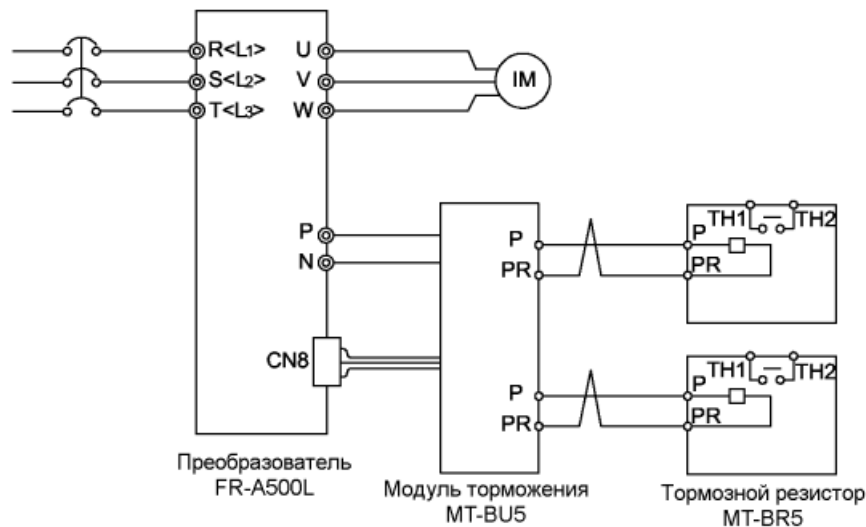 R<L1>
U
S<L2>
V
T<L3>
W
IM
P
N
CN8
P
PR
P
PR
TH1
TH2
P
PR
TH1
TH2
P
PR
Преобразователь
FR-A500L
Модуль торможения
MT-BU5
Тормозной резистор
MT-BR5